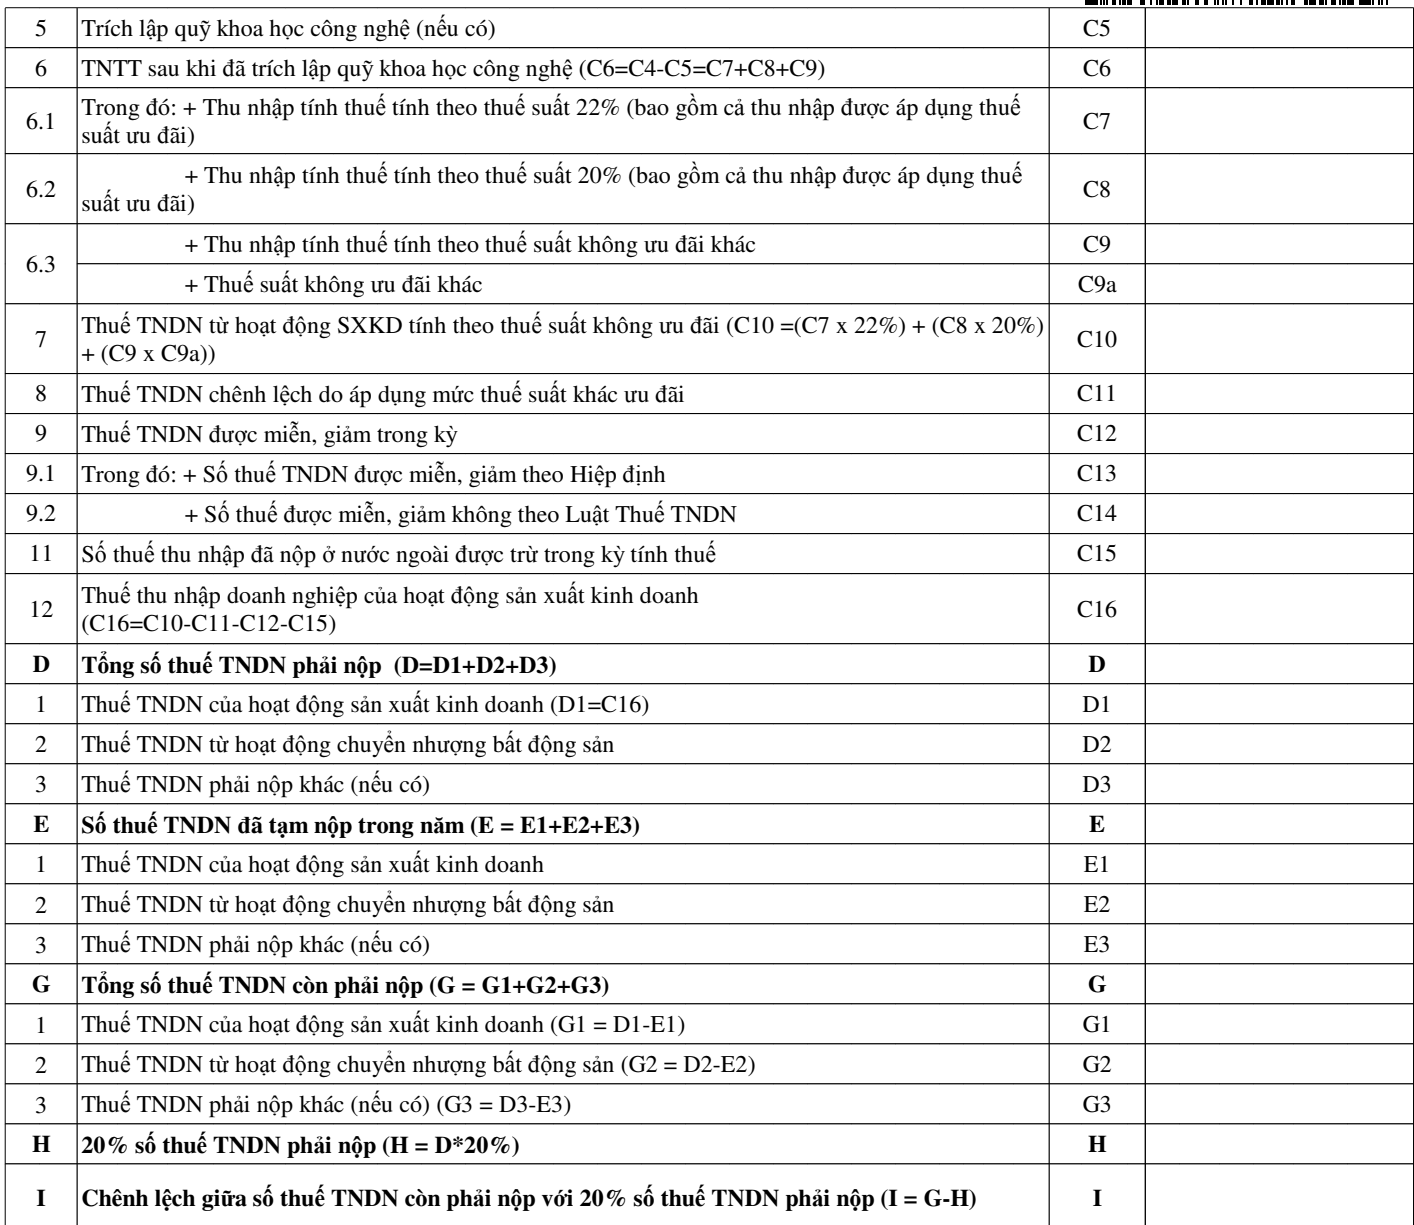 5 Trích lập quỹ khoa học công nghệ (nếu có) C5
6 TNTT sau khi đã trích lập quỹ khoa học công nghệ (C6=C4-C5=C7+C8+C9) C6
6.1 Trong đó: + Thu nhập tính thuế tính theo thuế suất 22% (bao gồm cả thu nhập được áp dụng thuế
suất ưu đãi) C7
6.2 + Thu nhập tính thuế tính theo thuế suất 20% (bao gồm cả thu nhập được áp dụng thuế
suất ưu đãi) C8
6.3 + Thu nhập tính thuế tính theo thuế suất không ưu đãi khác C9
+ Thuế suất không ưu đãi khác C9a
7 Thuế TNDN từ hoạt động SXKD tính theo thuế suất không ưu đãi (C10 =(C7 x 22%) + (C8 x 20%)
+ (C9 x C9a)) C10
8 Thuế TNDN chênh lệch do áp dụng mức thuế suất khác ưu đãi C11
9 Thuế TNDN được miễn, giảm trong kỳ C12
9.1 Trong đó: + Số thuế TNDN được miễn, giảm theo Hiệp định C13
9.2 + Số thuế được miễn, giảm không theo Luật Thuế TNDN C14
11 Số thuế thu nhập đã nộp ở nước ngoài được trừ trong kỳ tính thuế C15
12 Thuế thu nhập doanh nghiệp của hoạt động sản xuất kinh doanh
(C16=C10-C11-C12-C15) C16
D Tổng số thuế TNDN phải nộp (D=D1+D2+D3) D
1 Thuế TNDN của hoạt động sản xuất kinh doanh (D1=C16) D1
2 Thuế TNDN từ hoạt động chuyển nhượng bất động sản D2
3 Thuế TNDN phải nộp khác (nếu có) D3
E Số thuế TNDN đã tạm nộp trong năm (E = E1+E2+E3) E
1 Thuế TNDN của hoạt động sản xuất kinh doanh E1
2 Thuế TNDN từ hoạt động chuyển nhượng bất động sản E2
3 Thuế TNDN phải nộp khác (nếu có) E3
G Tổng số thuế TNDN còn phải nộp (G = G1+G2+G3) G
1 Thuế TNDN của hoạt động sản xuất kinh doanh (G1 = D1-E1) G1
2 Thuế TNDN từ hoạt động chuyển nhượng bất động sản (G2 = D2-E2) G2
3 Thuế TNDN phải nộp khác (nếu có) (G3 = D3-E3) G3
H 20% số thuế TNDN phải nộp (H = D*20%) H
I Chênh lệch giữa số thuế TNDN còn phải nộp với 20% số thuế TNDN phải nộp (I = G-H) I